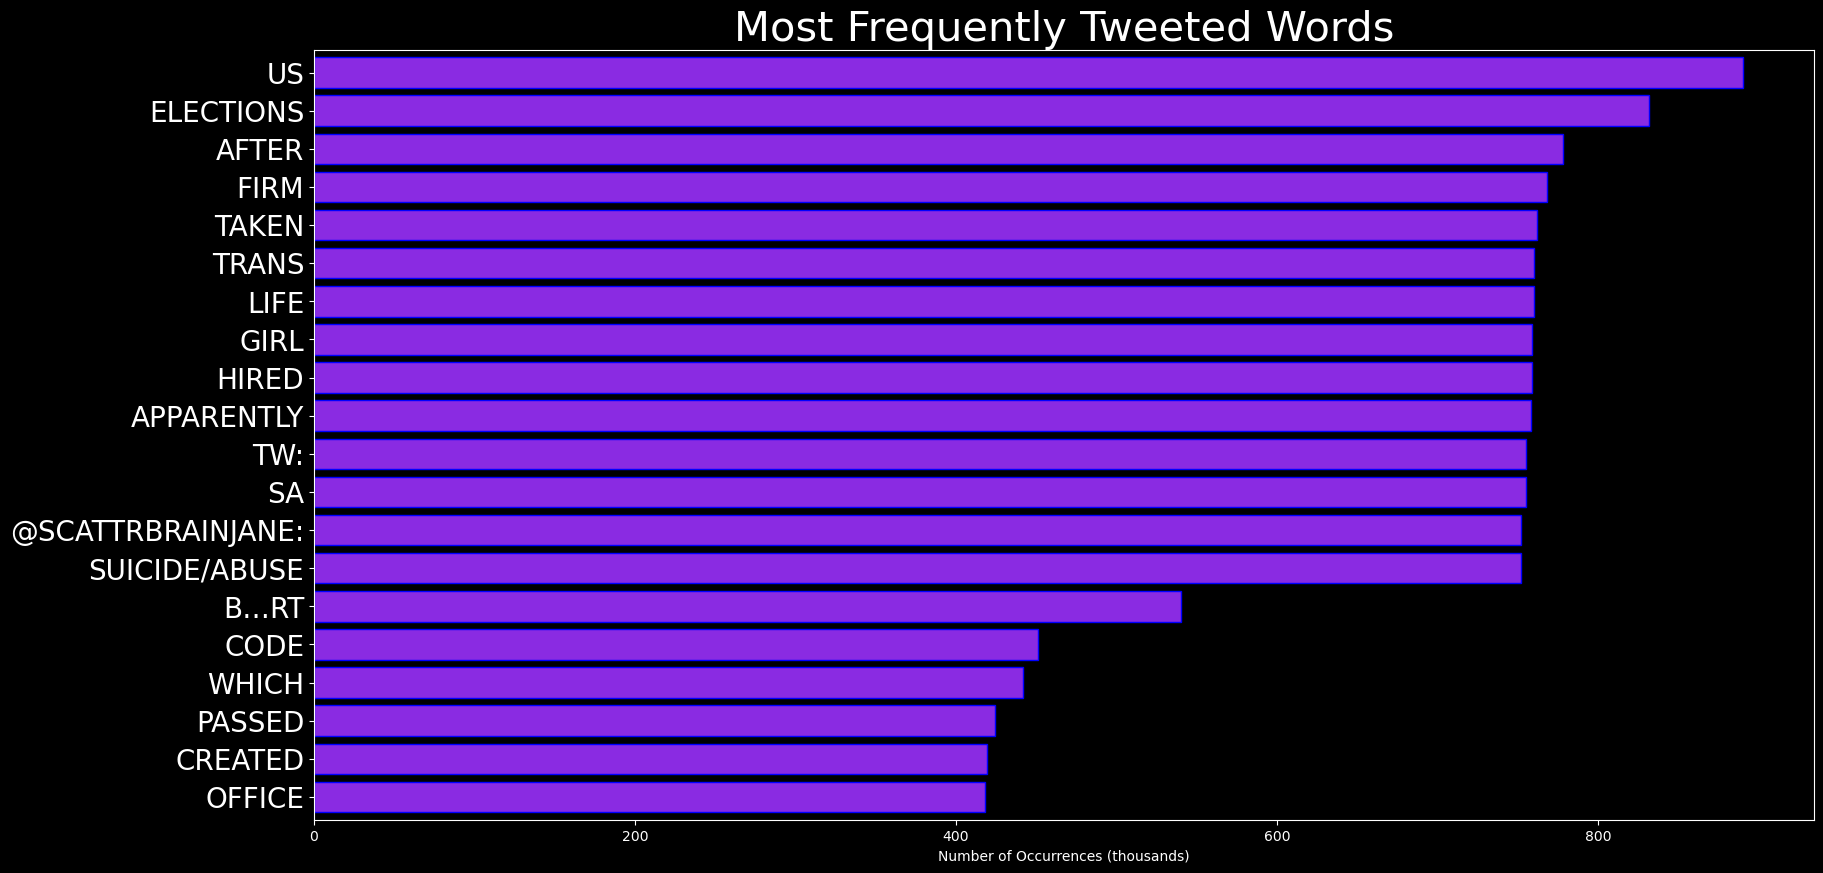 Most Frequently Tweeted Words
US
ELECTIONS
AFTER
FIRM
TAKEN
TRANS
LIFE
GIRL
HIRED
APPARENTLY
TW:
SA
@SCATTRBRAINJANE:
SUICIDE/ABUSE
B…RT
CODE
WHICH
PASSED
CREATED
OFFICE
0 200 400 600 800
Number of Occurrences (thousands)